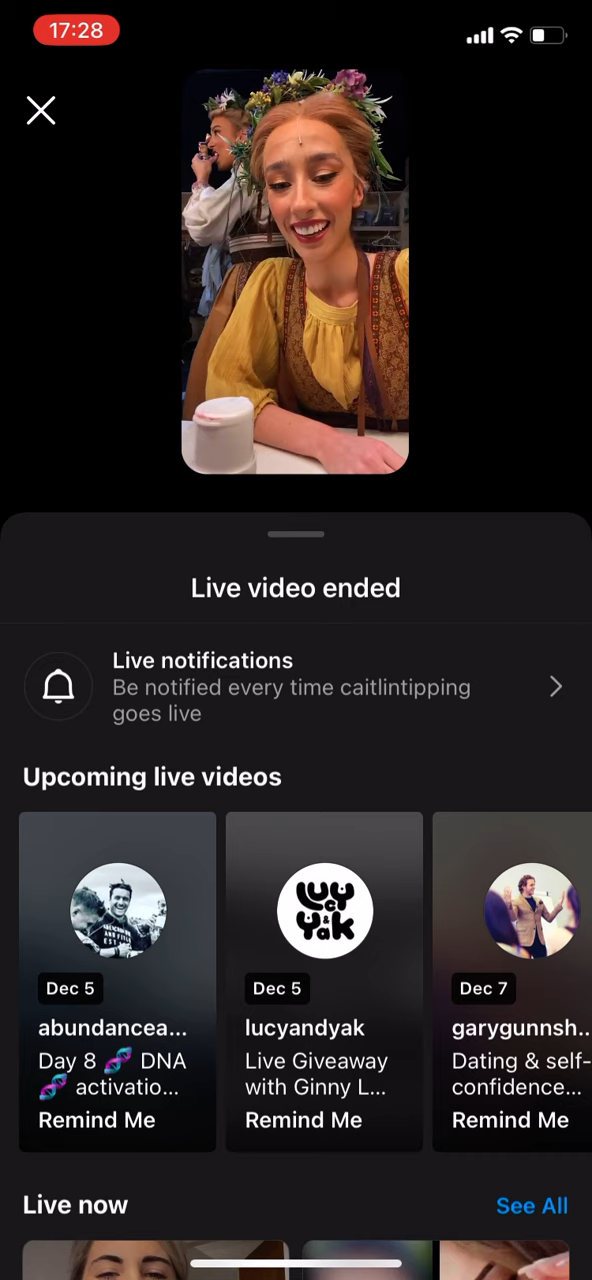 17:28
Live video ended
Live notifications
Be notified every time caitlintipping
goes live
Upcoming live videos
LUCY
&
YAK
Dec 5
abundancea...
Day 8 🧬 DNA
🧬 activatio...
Remind Me
Dec 5
lucyandyak
Live Giveaway
with Ginny L...
Remind Me
Dec 7
garygunnsh..
Dating & self-
confidence...
Remind Me
Live now
See All